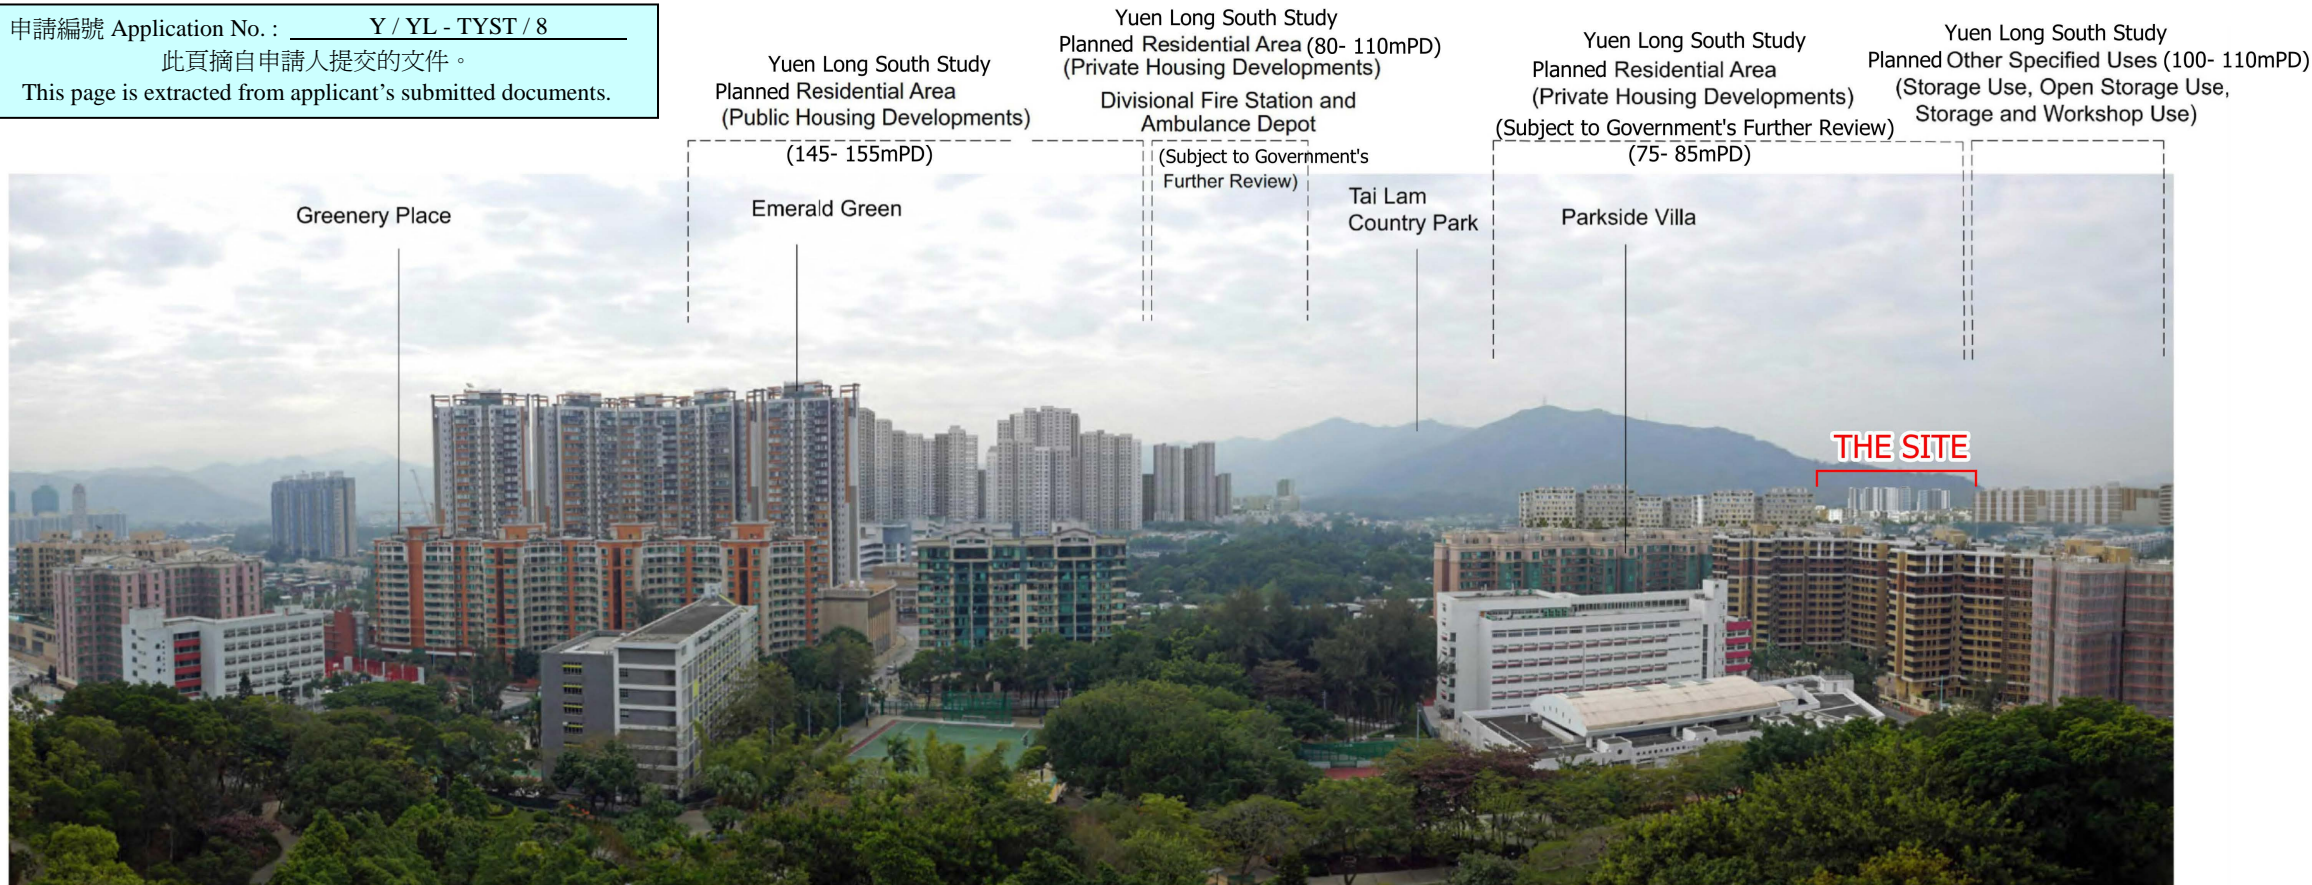 申請編號 Application No. : Y / YL - TYST / 8
此頁摘自申請人提交的文件。
This page is extracted from applicant's submitted documents.
Yuen Long South Study
Planned Residential Area
(Public Housing Developments)
(145- 155mPD)
Yuen Long South Study
Planned Residential Area (80- 110mPD)
(Private Housing Developments)
Divisional Fire Station and
Ambulance Depot
(Subject to Government's
Further Review)
Yuen Long South Study
Planned Residential Area
(Private Housing Developments)
(Subject to Government's Further Review)
(75- 85mPD)
Yuen Long South Study
Planned Other Specified Uses (100- 110mPD)
(Storage Use, Open Storage Use,
Storage and Workshop Use)
Greenery Place
Emerald Green
Tai Lam
Country Park
Parkside Villa
THE SITE